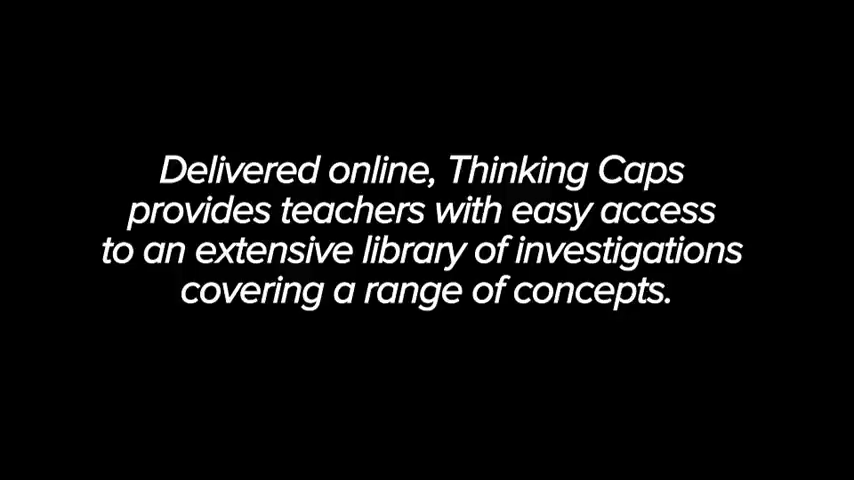 Delivered online, Thinking Caps
provides teachers with easy access
to an extensive library of investigations
covering a range of concepts.